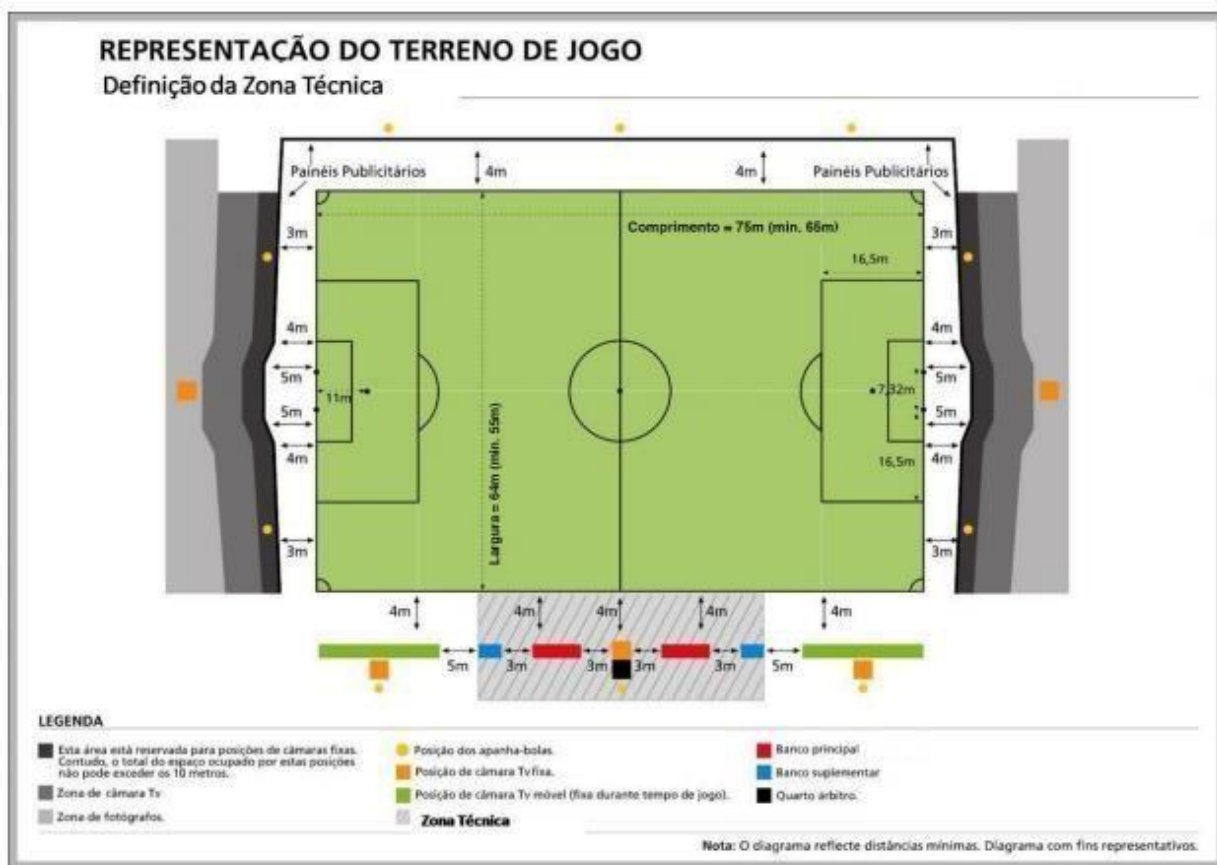 REPRESENTAÇÃO DO TERRENO DE JOGO
Definição da Zona Técnica
Painéis Publicitários
4m
4m
Painéis Publicitários
Comprimento = 75m (min. 65m)
3m
3m
16,5m
4m
4m
5m
5m
11m
7,32m
5m
5m
4m
4m
16,5m
Largura = 64m (min. 55m)
3m
3m
4m
4m
4m
4m
4m
5m
3m
3m
3m
3m
5m
LEGENDA
Esta área está reservada para posições de câmaras fixas.
Contudo, o total do espaço ocupado por estas posições
não pode exceder os 10 metros.
Zona de câmara Tv
Zona de fotógrafos.
Posição dos apanha-bolas.
Posição de câmara Tv fixa.
Posição de câmara Tv móvel (fixa durante tempo de jogo).
Zona Técnica
Banco principal
Banco suplementar
Quarto árbitro.
Nota: O diagrama reflecte distâncias mínimas. Diagrama com fins representativos.